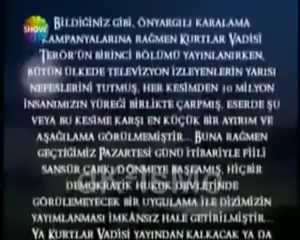 SHOW
BİLDİĞİNİZ GİBİ, ÖNYARGILI KARALAMA
KAMPANYALARINA RAĞMEN KURTLAR VADİSİ
TERÖR'ÜN BİRİNCİ BÖLÜMÜ YAYINLANIRKEN,
BÜTÜN ÜLKEDE TELEVİZYON İZLEYENLERİN YARISI
NEFESLERİNİ TUTMUŞ, HER KESİMDEN 30 MİLYON
İNSANIMIZIN YÜREĞİ BİRLİKTE ÇARPMIŞ, ESERDE ŞU
VEYA BU KESİME KARŞI EN KÜÇÜK BİR AYIRIM VE
AŞAĞILAMA GÖRÜLMEMİŞTİR... BUNA RAĞMEN
GEÇTİĞİMİZ PAZARTESİ GÜNÜ İTİBARİYLE FİİLİ
SANSÜR ÇARKI DÖNMEYE BAŞLAMIŞ, HİÇBİR
DEMOKRATİK HUKUK DEVLETİNDE
GÖRÜLEMEYECEK BİR UYGULAMA İLE DİZİMİZİN
YAYIMLANMASI İMKÂNSIZ HALE GETİRİLMİŞTİR...
YA KURTLAR VADİSİ YAYINDAN KALKACAK YA DA